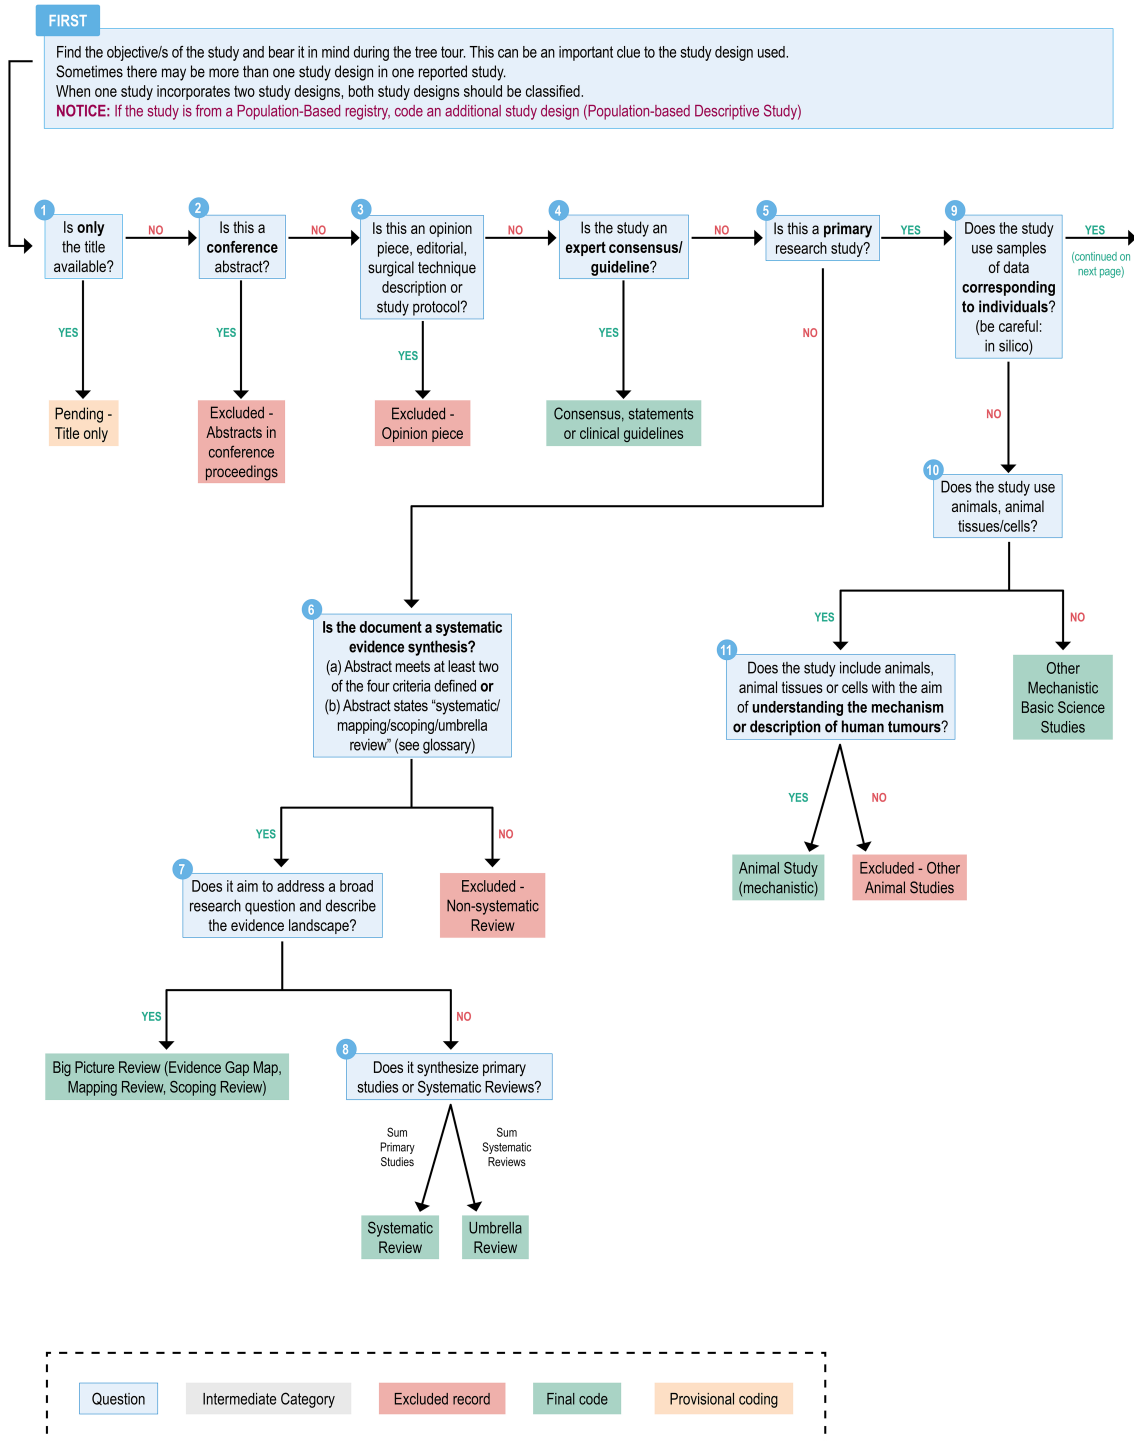 FIRST
Find the objective/s of the study and bear it in mind during the tree tour. This can be an important clue to the study design used.
Sometimes there may be more than one study design in one reported study.
When one study incorporates two study designs, both study designs should be classified.
NOTICE: If the study is from a Population-Based registry, code an additional study design (Population-based Descriptive Study)
1
Is only
the title
available?
NO
YES
Pending -
Title only
2
Is this a
conference
abstract?
NO
YES
Excluded -
Abstracts in
conference
proceedings
3
Is this an opinion
piece, editorial,
surgical technique
description or
study protocol?
NO
YES
Excluded -
Opinion piece
4
Is the study an
expert consensus/
guideline?
NO
YES
Consensus, statements
or clinical guidelines
5
Is this a primary
research study?
YES
NO
9
Does the study
use samples
of data
corresponding
to individuals?
(be careful:
in silico)
YES
(continued on
next page)
NO
10
Does the study use
animals, animal
tissues/cells?
YES
NO
11
Does the study include animals,
animal tissues or cells with the aim
of understanding the mechanism
or description of human tumours?
Other
Mechanistic
Basic Science
Studies
YES
NO
Animal Study
(mechanistic)
Excluded - Other
Animal Studies
6
Is the document a systematic
evidence synthesis?
(a) Abstract meets at least two
of the four criteria defined or
(b) Abstract states “systematic/
mapping/scoping/umbrella
review” (see glossary)
YES
NO
7
Does it aim to address a broad
research question and describe
the evidence landscape?
Excluded -
Non-systematic
Review
YES
NO
Big Picture Review (Evidence Gap Map,
Mapping Review, Scoping Review)
8
Does it synthesize primary
studies or Systematic Reviews?
Sum
Primary
Studies
Sum
Systematic
Reviews
Systematic
Review
Umbrella
Review
Question
Intermediate Category
Excluded record
Final code
Provisional coding